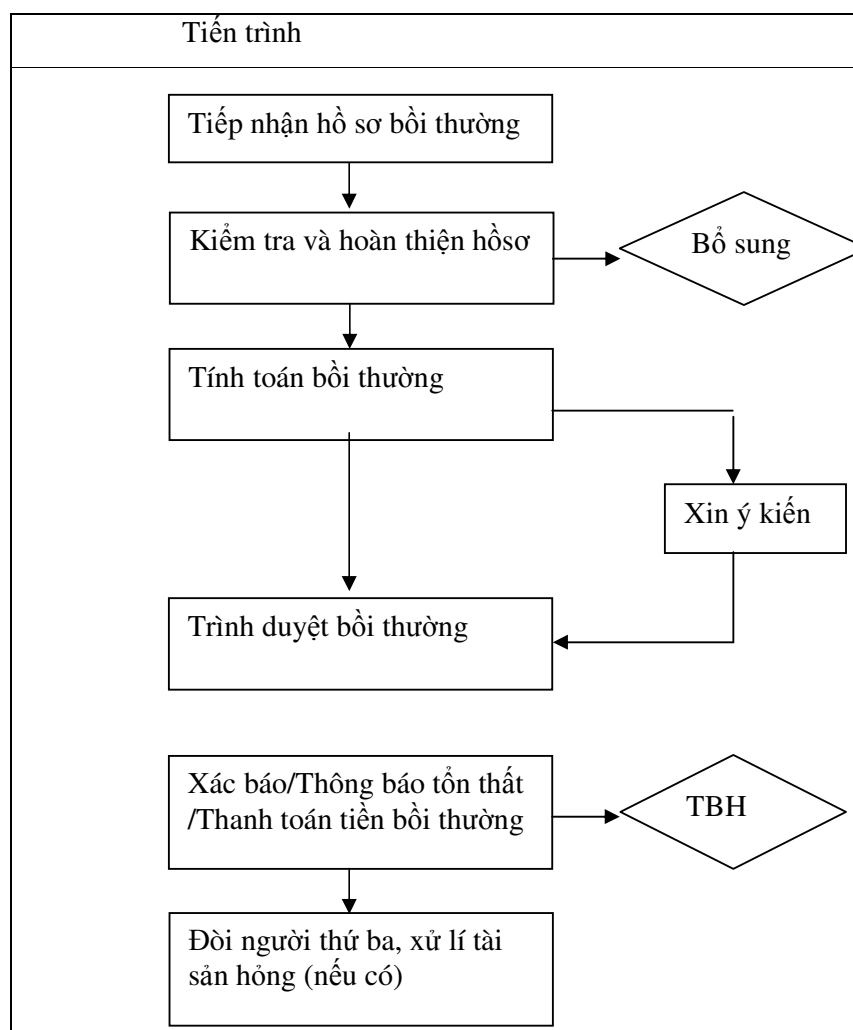 Tiến trình
Tiếp nhận hồ sơ bồi thường
Kiểm tra và hoàn thiện hồsơ
Bổ sung
Tính toán bồi thường
Xin ý kiến
Trình duyệt bồi thường
Xác báo/Thông báo tổn thất
/Thanh toán tiền bồi thường
TBH
Đòi người thứ ba, xử lí tài
sản hỏng (nếu có)